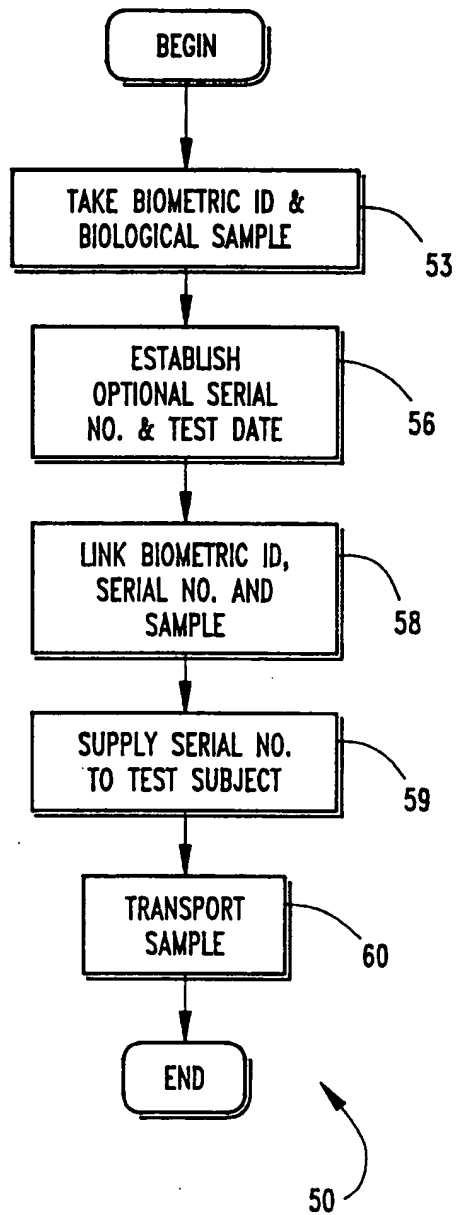 BEGIN
TAKE BIOMETRIC ID &
BIOLOGICAL SAMPLE
53
ESTABLISH
OPTIONAL SERIAL
NO. & TEST DATE
56
LINK BIOMETRIC ID,
SERIAL NO. AND
SAMPLE
58
SUPPLY SERIAL NO.
TO TEST SUBJECT
59
TRANSPORT
SAMPLE
60
END
50